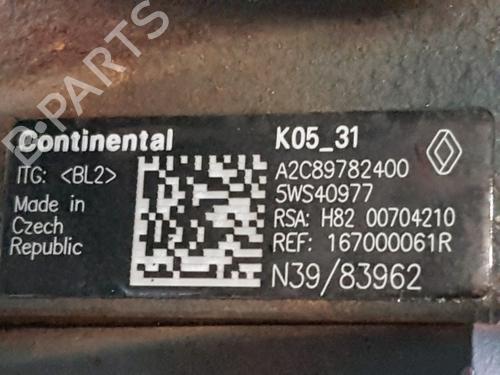 B-PARTS
Continental
K05_31
ITG: <BL2>
A2C89782400
5WS40977
Made in
Czech
Republic
RSA: H82 00704210
REF: 167000061R
N39/83962